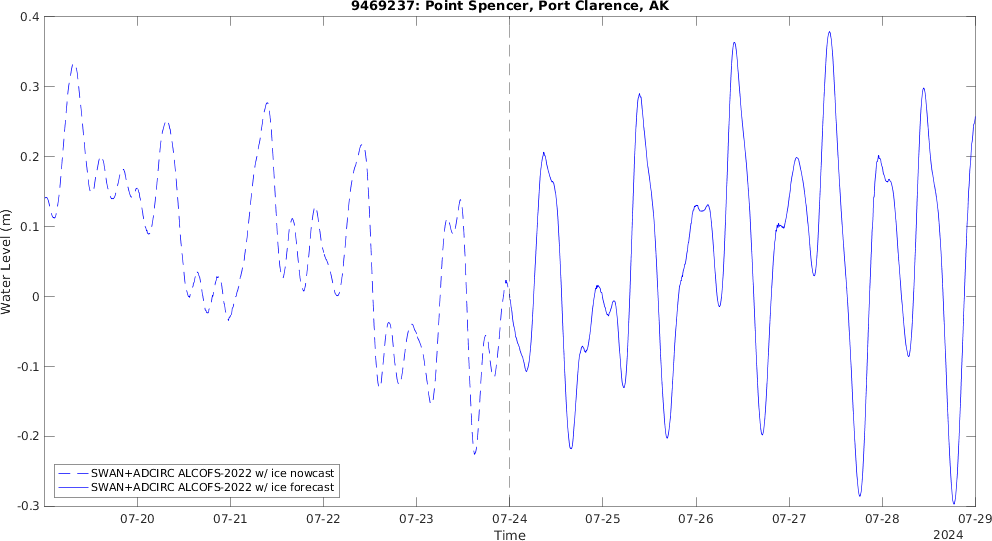 9469237: Point Spencer, Port Clarence, AK
0.4
0.3
0.2
0.1
0
-0.1
-0.2
-0.3
Water Level (m)
SWAN+ADCIRC ALCOFS-2022 w/ ice nowcast
SWAN+ADCIRC ALCOFS-2022 w/ ice forecast
07-20 07-21 07-22 07-23 07-24 07-25 07-26 07-27 07-28 07-29
Time
2024